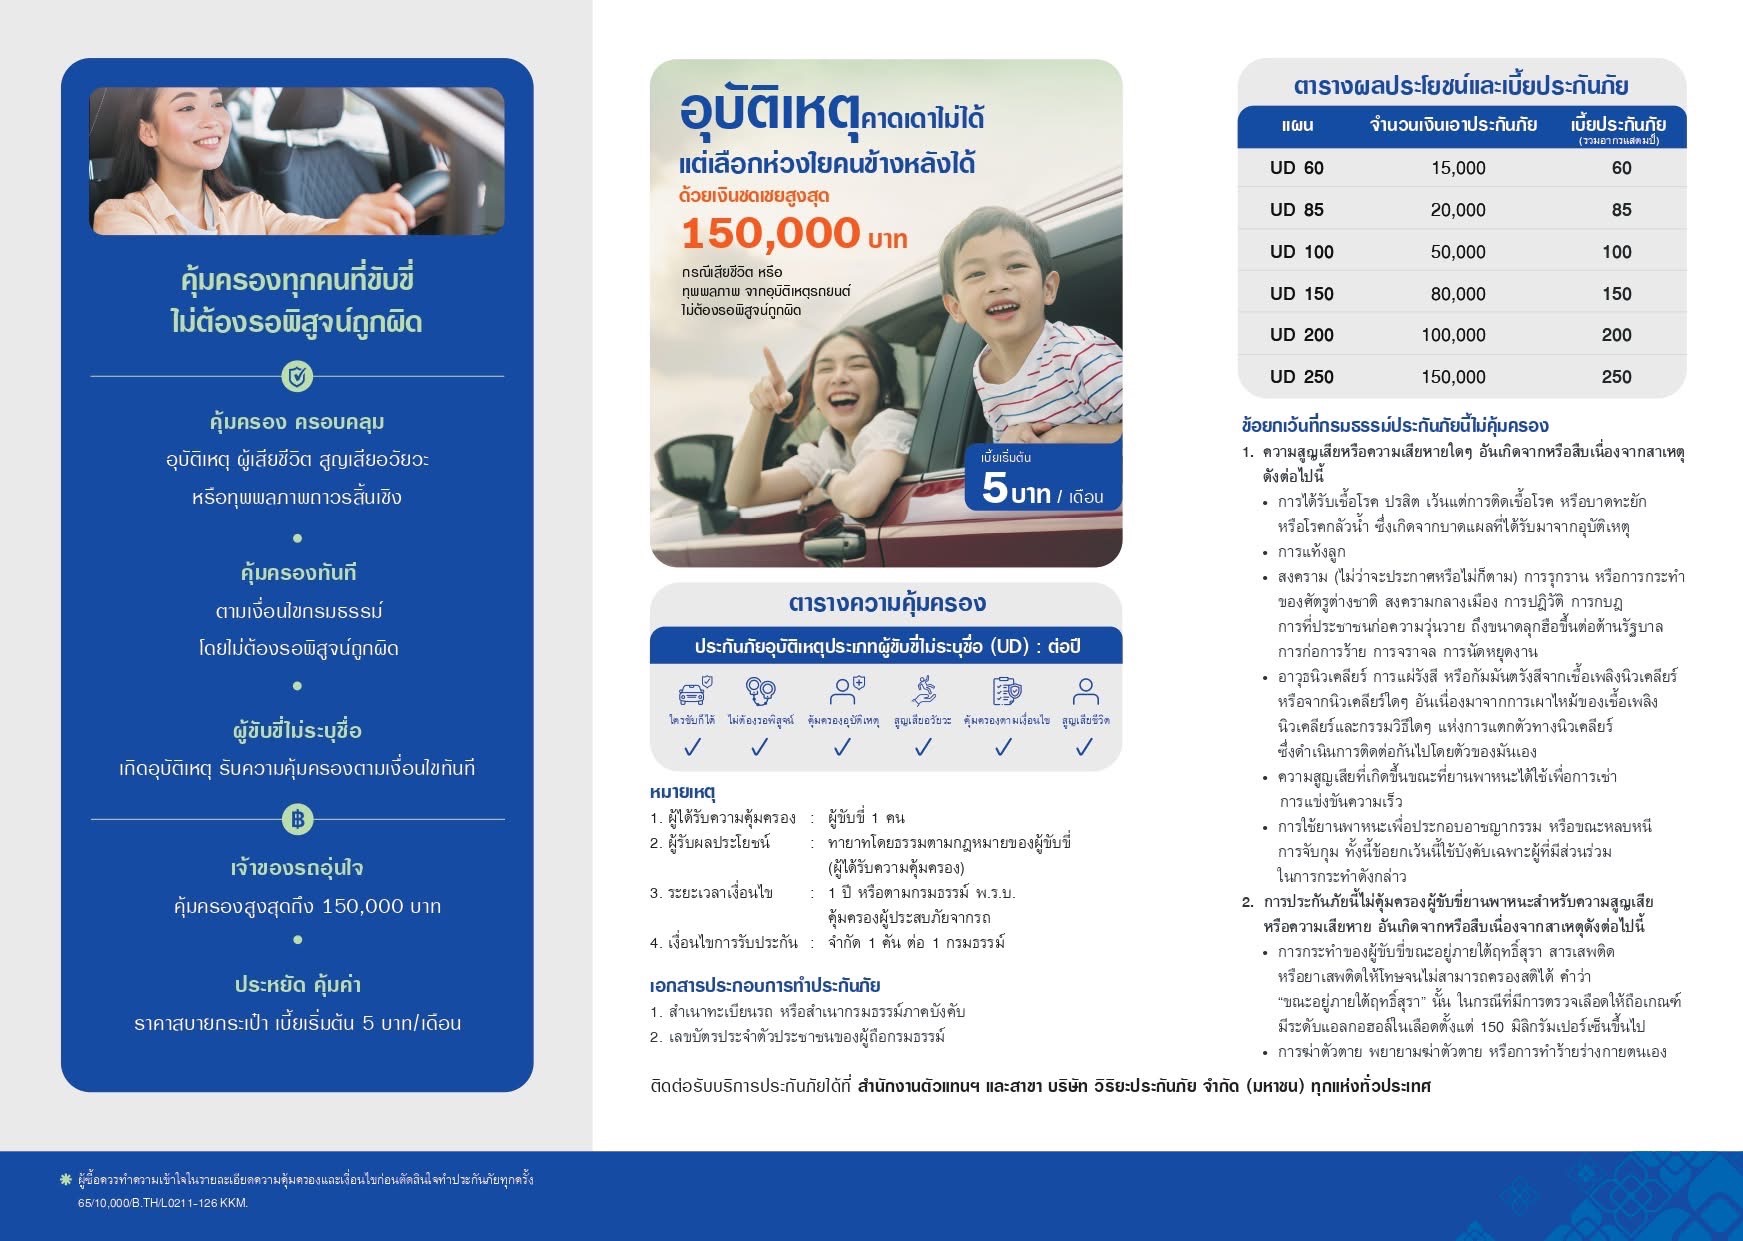 คุ้มครองทุกคนที่ขับขี่
ไม่ต้องรอพิสูจน์ถูกผิด
คุ้มครอง ครอบคลุม
อุบัติเหตุ ผู้เสียชีวิต สูญเสียอวัยวะ
หรือทุพพลภาพถาวรสิ้นเชิง
คุ้มครองทันที
ตามเงื่อนไขกรมธรรม์
โดยไม่ต้องรอพิสูจน์ถูกผิด
ผู้ขับขี่ไม่ระบุชื่อ
เกิดอุบัติเหตุ รับความคุ้มครองตามเงื่อนไขทันที
฿
เจ้าของรถอุ่นใจ
คุ้มครองสูงสุดถึง 150,000 บาท
ประหยัด คุ้มค่า
ราคาสบายกระเป๋า เบี้ยเริ่มต้น 5 บาท/เดือน
อุบัติเหตุคาดเดาไม่ได้
แต่เลือกห่วงใยคนข้างหลังได้
ด้วยเงินชดเชยสูงสุด
150,000 บาท
กรณีเสียชีวิต หรือ
ทุพพลภาพ จากอุบัติเหตุรถยนต์
ไม่ต้องรอพิสูจน์ถูกผิด
เบี้ยเริ่มต้น
5 บาท / เดือน
ตารางความคุ้มครอง
ประกันภัยอุบัติเหตุประเภทผู้ขับขี่ไม่ระบุชื่อ (UD) : ต่อปี
ใครขับก็ได้ ไม่ต้องรอพิสูจน์ คุ้มครองอุบัติเหตุ สูญเสียอวัยวะ คุ้มครองตามเงื่อนไข สูญเสียชีวิต
หมายเหตุ
1. ผู้ได้รับความคุ้มครอง : ผู้ขับขี่ 1 คน
2. ผู้รับผลประโยชน์ : ทายาทโดยธรรมตามกฎหมายของผู้ขับขี่
(ผู้ได้รับความคุ้มครอง)
3. ระยะเวลาเงื่อนไข : 1 ปี หรือตามกรมธรรม์ พ.ร.บ.
คุ้มครองผู้ประสบภัยจากรถ
4. เงื่อนไขการรับประกัน : จำกัด 1 คัน ต่อ 1 กรมธรรม์
เอกสารประกอบการทำประกันภัย
1. สำเนาทะเบียนรถ หรือสำเนากรมธรรม์ภาคบังคับ
2. เลขบัตรประจำตัวประชาชนของผู้ถือกรมธรรม์
ตารางผลประโยชน์และเบี้ยประกันภัย
แผน จำนวนเงินเอาประกันภัย เบี้ยประกันภัย
(รวมอากรแสตมป์)
UD 60 15,000 60
UD 85 20,000 85
UD 100 50,000 100
UD 150 80,000 150
UD 200 100,000 200
UD 250 150,000 250
ข้อยกเว้นที่กรมธรรม์ประกันภัยนี้ไม่คุ้มครอง
1. ความสูญเสียหรือความเสียหายใดๆ อันเกิดจากหรือสืบเนื่องจากสาเหตุ
ดังต่อไปนี้
• การได้รับเชื้อโรค ปรสิต เว้นแต่การติดเชื้อโรค หรือบาดทะยัก
หรือโรคกลัวน้ำ ซึ่งเกิดจากบาดแผลที่ได้รับมาจากอุบัติเหตุ
• การแท้งลูก
• สงคราม (ไม่ว่าจะประกาศหรือไม่ก็ตาม) การรุกราน หรือการกระทำ
ของศัตรูต่างชาติ สงครามกลางเมือง การปฏิวัติ การกบฏ
การที่ประชาชนก่อความวุ่นวาย ถึงขนาดลุกฮือขึ้นต่อต้านรัฐบาล
การก่อการร้าย การจราจล การนัดหยุดงาน
• อาวุธนิวเคลียร์ การแผ่รังสี หรือกัมมันตรังสีจากเชื้อเพลิงนิวเคลียร์
หรือจากนิวเคลียร์ใดๆ อันเนื่องมาจากการเผาไหม้ของเชื้อเพลิง
นิวเคลียร์และกรรมวิธีใดๆ แห่งการแตกตัวทางนิวเคลียร์
ซึ่งดำเนินการติดต่อกันไปโดยตัวของมันเอง
• ความสูญเสียที่เกิดขึ้นขณะที่ยานพาหนะได้ใช้เพื่อการเช่า
การแข่งขันความเร็ว
• การใช้ยานพาหนะเพื่อประกอบอาชญากรรม หรือขณะหลบหนี
การจับกุม ทั้งนี้ข้อยกเว้นนี้ใช้บังคับเฉพาะผู้ที่มีส่วนร่วม
ในการกระทำดังกล่าว
2. การประกันภัยนี้ไม่คุ้มครองผู้ขับขี่ยานพาหนะสำหรับความสูญเสีย
หรือความเสียหาย อันเกิดจากหรือสืบเนื่องจากสาเหตุดังต่อไปนี้
• การกระทำของผู้ขับขี่ขณะอยู่ภายใต้ฤทธิ์สุรา สารเสพติด
หรือยาเสพติดให้โทษจนไม่สามารถครองสติได้ คำว่า
“ขณะอยู่ภายใต้ฤทธิ์สุรา” นั้น ในกรณีที่มีการตรวจเลือดให้ถือเกณฑ์
มีระดับแอลกอฮอล์ในเลือดตั้งแต่ 150 มิลิกรัมเปอร์เซ็นขึ้นไป
• การฆ่าตัวตาย พยายามฆ่าตัวตาย หรือการทำร้ายร่างกายตนเอง
ติดต่อรับบริการประกันภัยได้ที่ สำนักงานตัวแทนฯ และสาขา บริษัท วิริยะประกันภัย จำกัด (มหาชน) ทุกแห่งทั่วประเทศ
ผู้ซื้อควรทำความเข้าใจในรายละเอียดความคุ้มครองและเงื่อนไขก่อนตัดสินใจทำประกันภัยทุกครั้ง
65/10,000/B.TH/L0211-126 KKM.